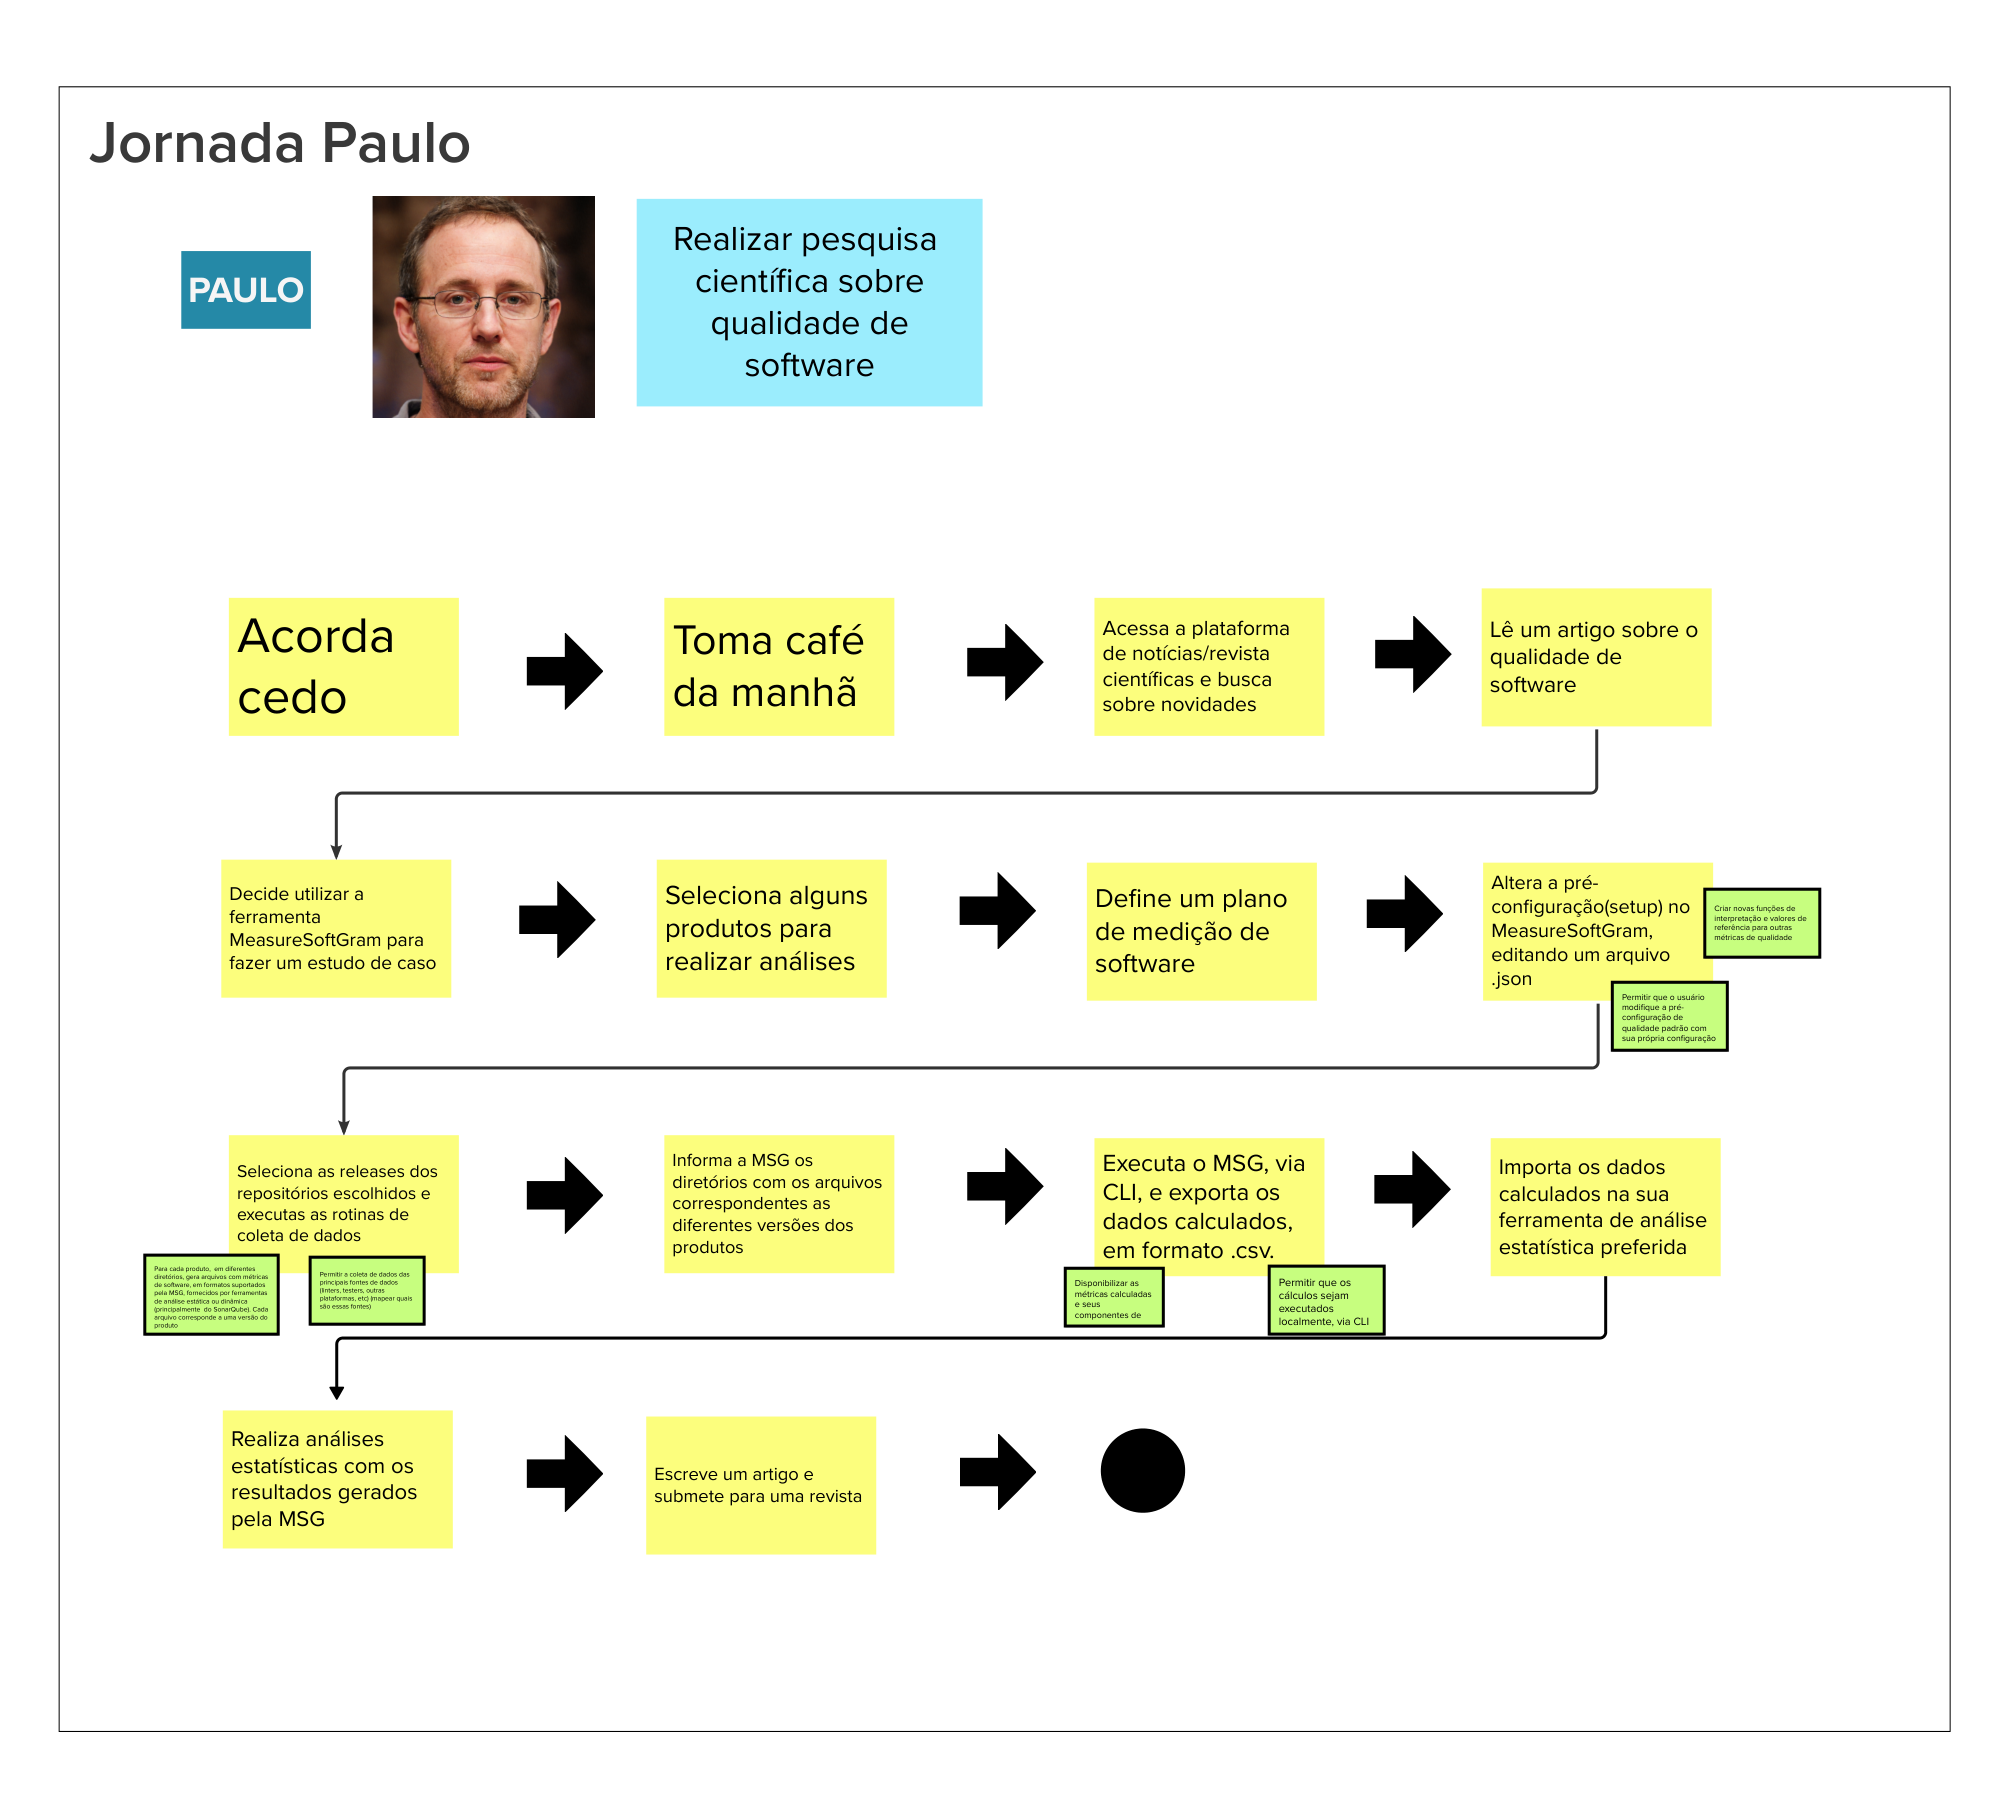 Jornada Paulo
PAULO
Realizar pesquisa
científica sobre
qualidade de
software
Acorda
cedo
Toma café
da manhã
Acessa a plataforma
de notícias/revista
científicas e busca
sobre novidades
Lê um artigo sobre o
qualidade de
software
Decide utilizar a
ferramenta
MeasureSoftGram para
fazer um estudo de caso
Seleciona alguns
produtos para
realizar análises
Define um plano
de medição de
software
Altera a pré-
configuração(setup) no
MeasureSoftGram,
editando um arquivo
.json
Criar novas funções de
interpretação e valores de
referência para outras
métricas de qualidade
Permitir que o usuário
modifique a pré-
configuração de
qualidade padrão com
sua própria configuração
Seleciona as releases dos
repositórios escolhidos e
executas as rotinas de
coleta de dados
Para cada produto, em diferentes
diretórios, gera arquivos com métricas
de software, em formatos suportados
pela MSG, fornecidos por ferramentas
de análise estática ou dinâmica
(principalmente do SonarQube). Cada
arquivo corresponde a uma versão do
produto
Permitir a coleta de dados das
principais fontes de dados
(linters, testers, outras
plataformas, etc) (mapear quais
são essas fontes)
Informa a MSG os
diretórios com os arquivos
correspondentes as
diferentes versões dos
produtos
Executa o MSG, via
CLI, e exporta os
dados calculados,
em formato .csv.
Disponibilizar as
métricas calculadas
e seus
componentes de
Permitir que os
cálculos sejam
executados
localmente, via CLI
Importa os dados
calculados na sua
ferramenta de análise
estatística preferida
Realiza análises
estatísticas com os
resultados gerados
pela MSG
Escreve um artigo e
submete para uma revista